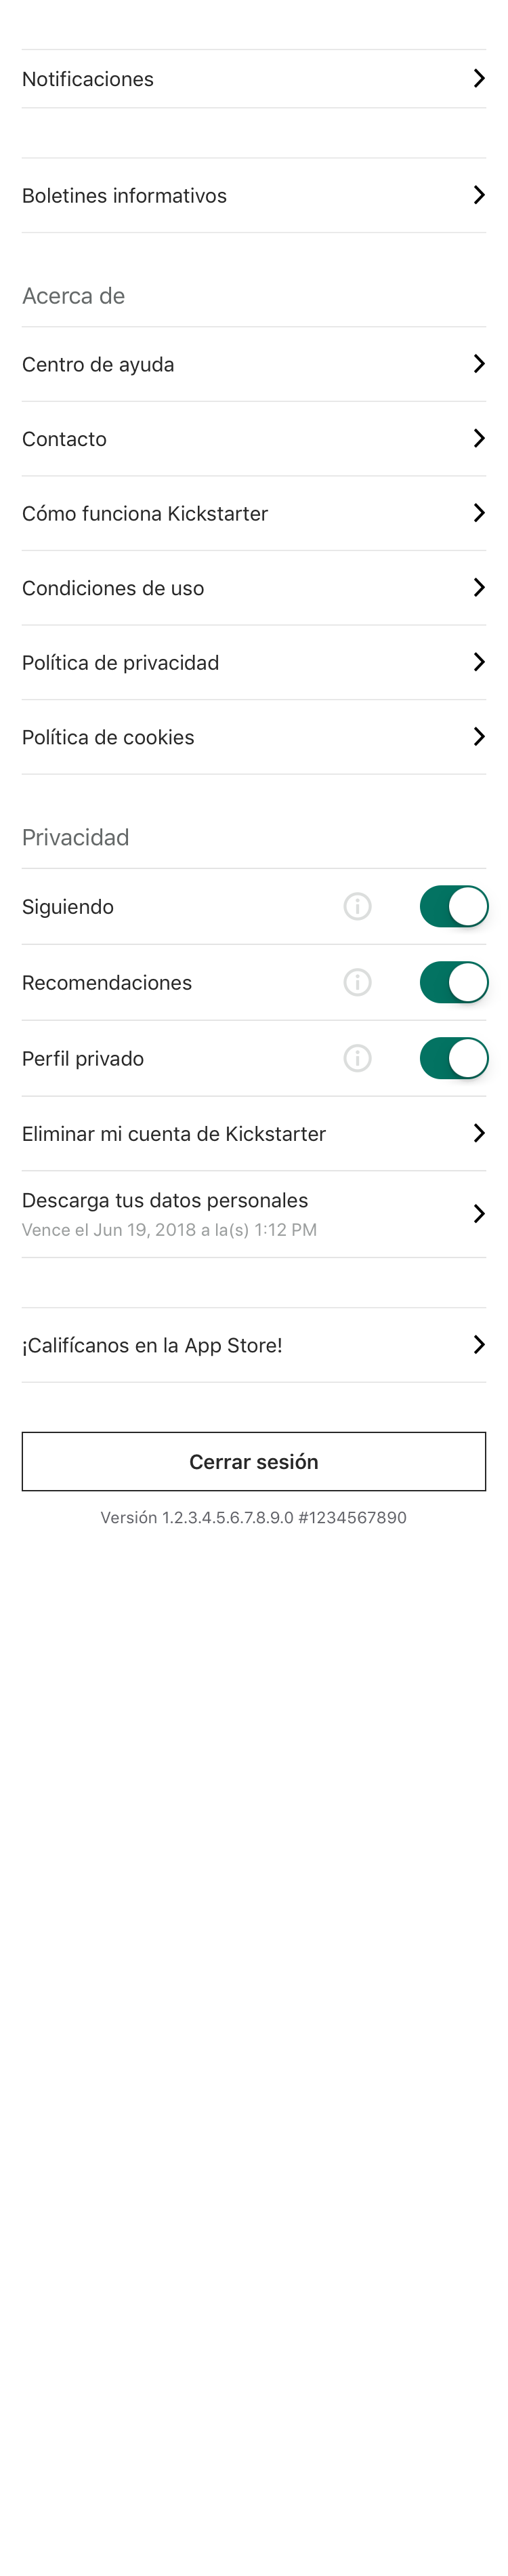 Notificaciones
Boletines informativos
Acerca de
Centro de ayuda
Contacto
Cómo funciona Kickstarter
Condiciones de uso
Política de privacidad
Política de cookies
Privacidad
Siguiendo
Recomendaciones
Perfil privado
Eliminar mi cuenta de Kickstarter
Descarga tus datos personales
Vence el Jun 19, 2018 a la(s) 1:12 PM
¡Califícanos en la App Store!
Cerrar sesión
Versión 1.2.3.4.5.6.7.8.9.0 #1234567890